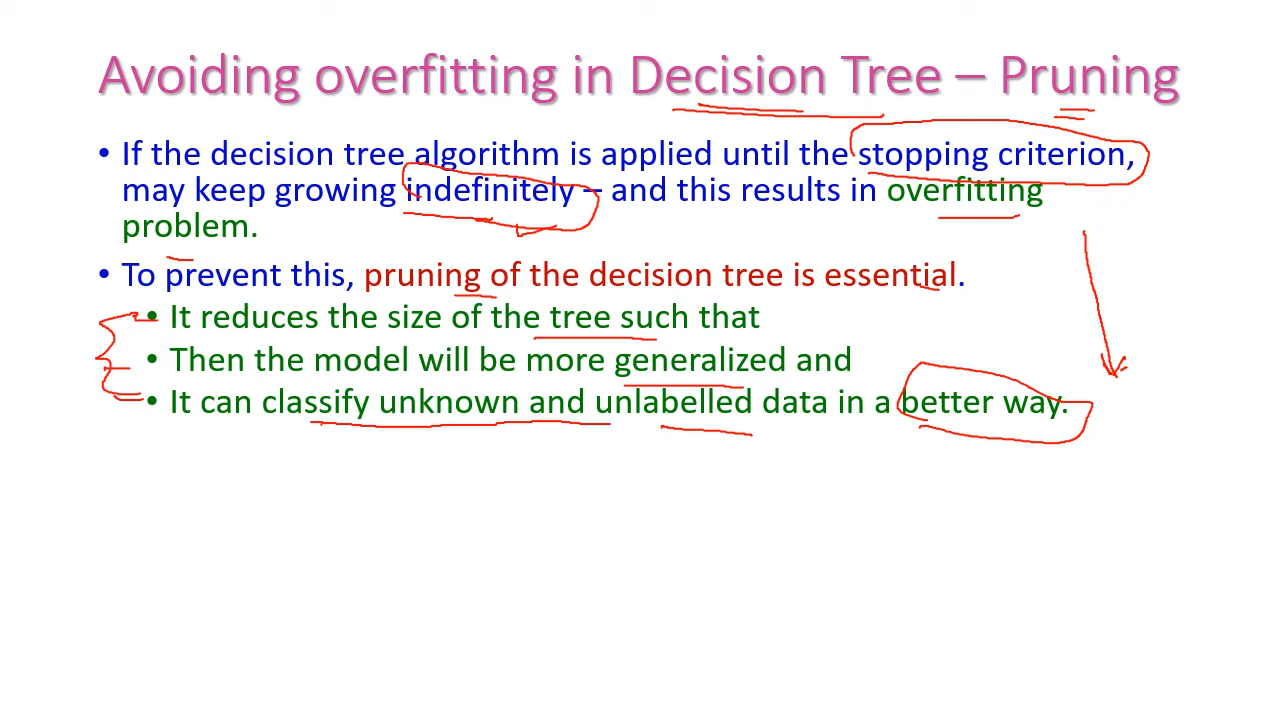 Avoiding overfitting in Decision Tree – Pruning
• If the decision tree algorithm is applied until the stopping criterion,
may keep growing indefinitely – and this results in overfitting
problem.
• To prevent this, pruning of the decision tree is essential.
• It reduces the size of the tree such that
• Then the model will be more generalized and
• It can classify unknown and unlabelled data in a better way.